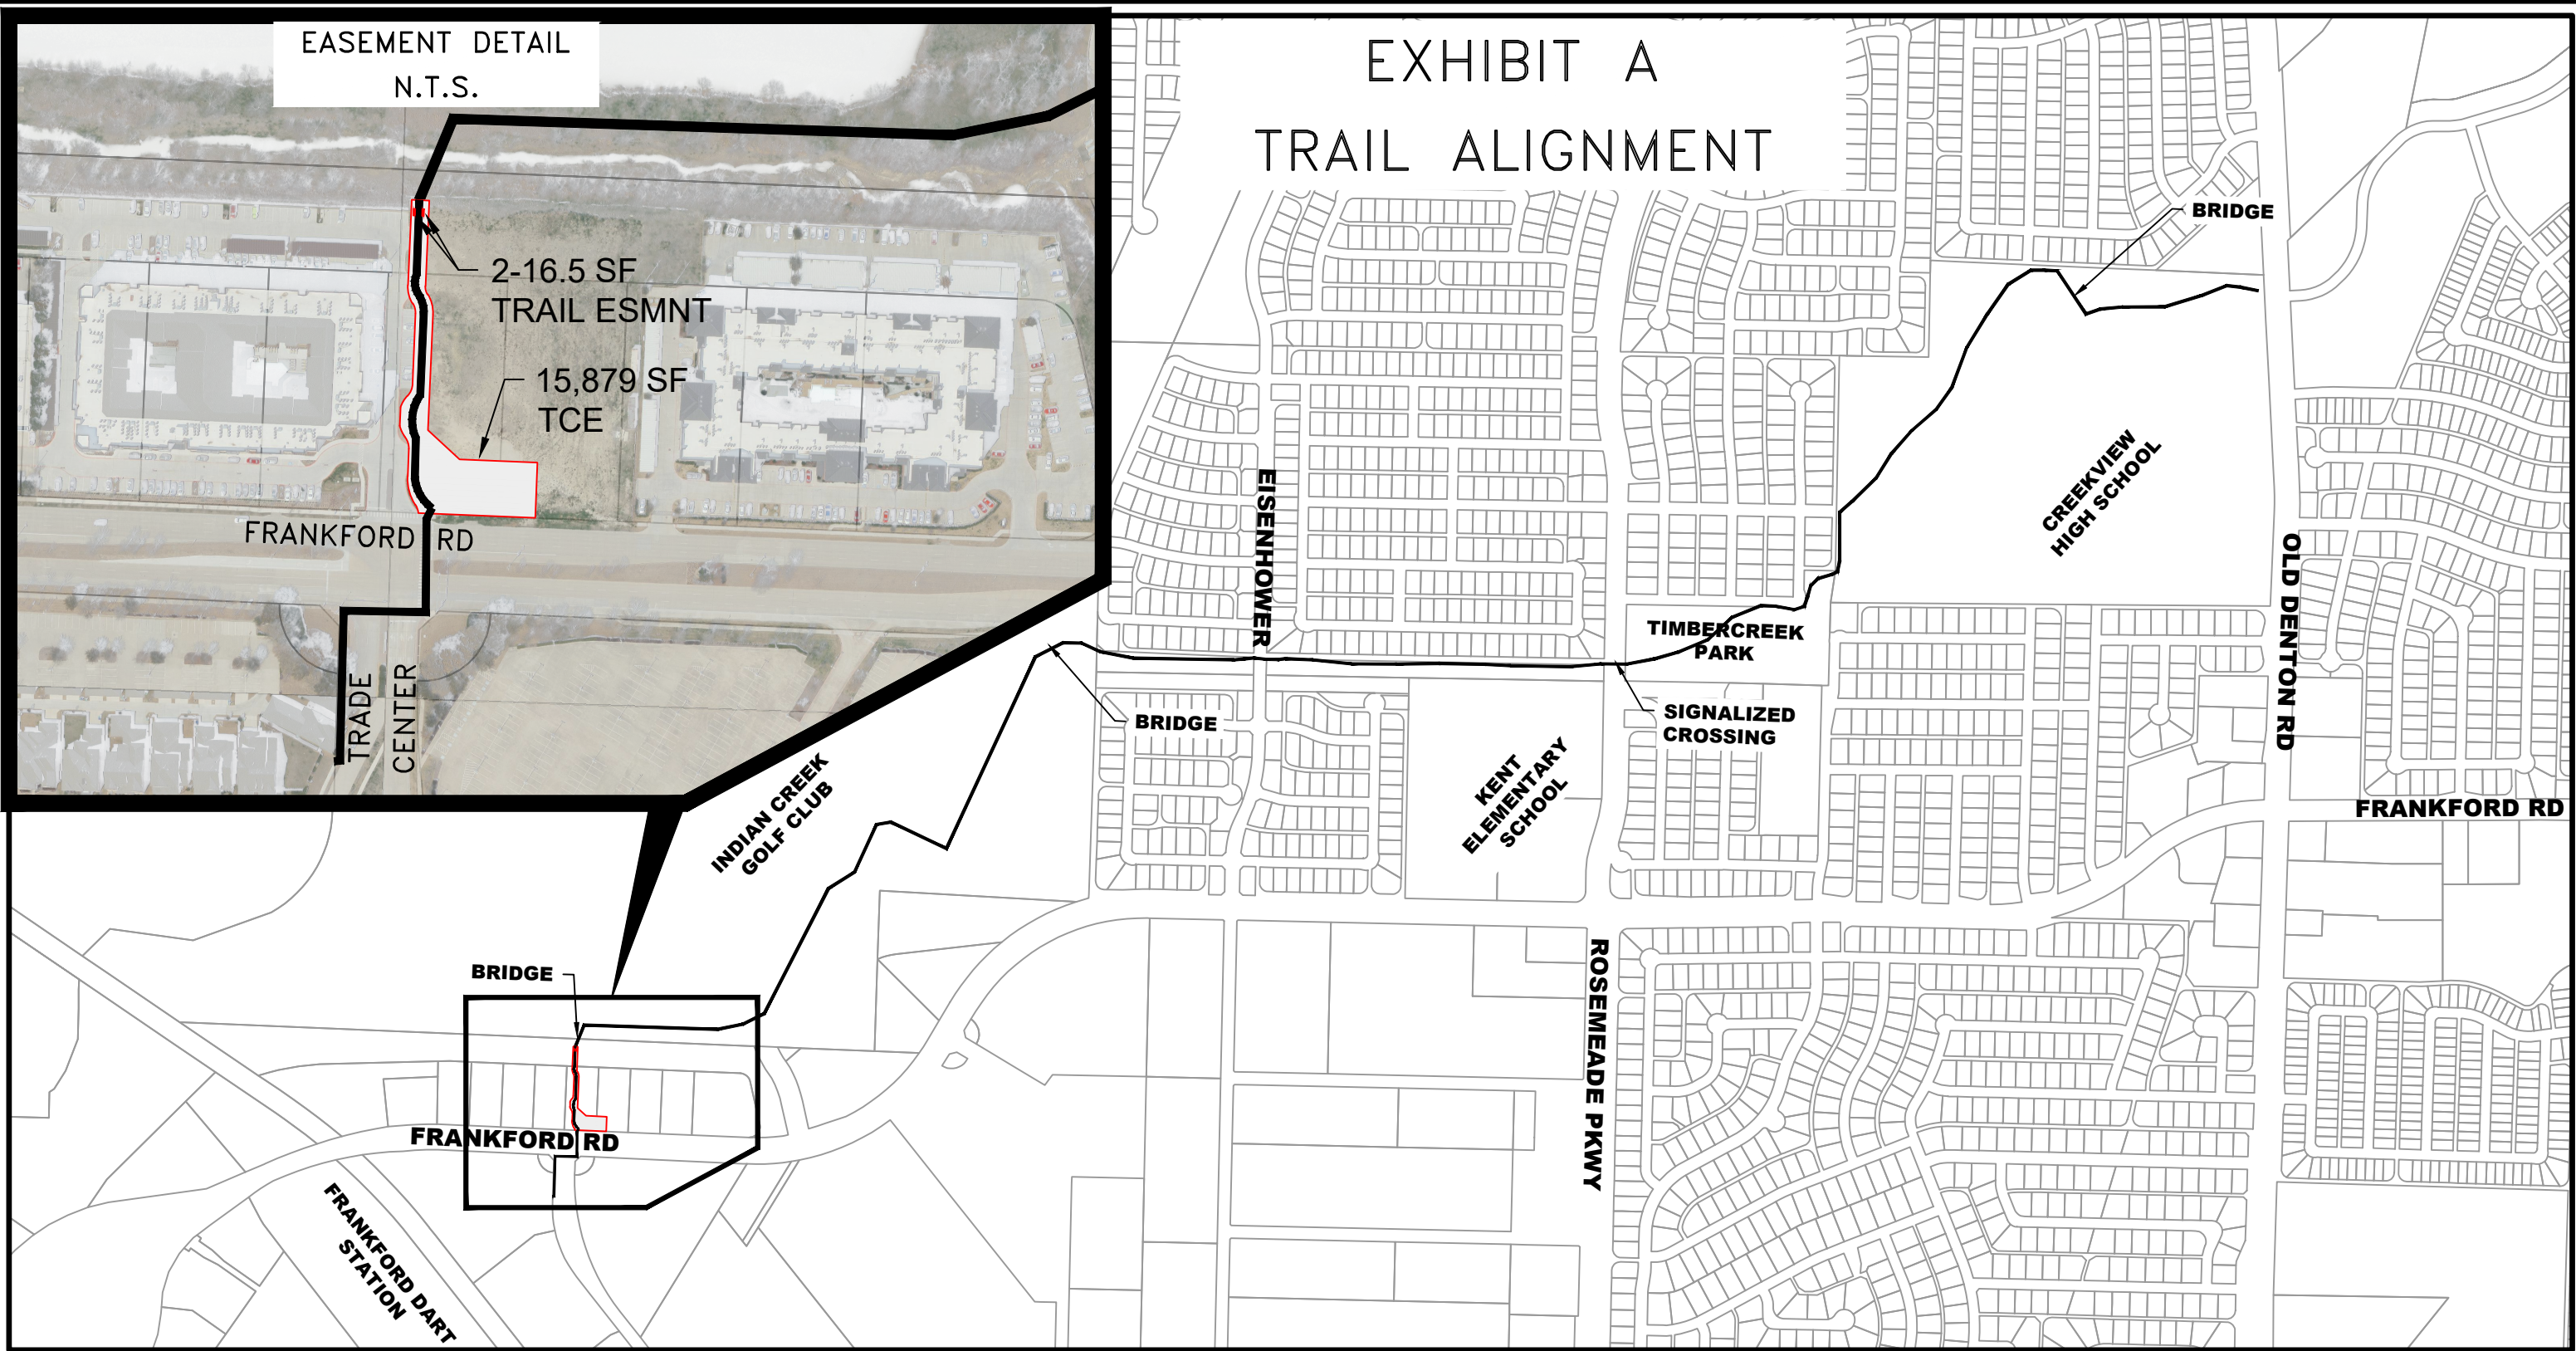 EASEMENT DETAIL
N.T.S.
EXHIBIT A
TRAIL ALIGNMENT
2-16.5 SF
TRAIL ESMNT
15,879 SF
TCE
FRANKFORD RD
TRADE
CENTER
BRIDGE
CREEKVIEW
HIGH SCHOOL
EISENHOWER
OLD DENTON RD
TIMBERCREEK
PARK
BRIDGE
SIGNALIZED
CROSSING
KENT
ELEMENTARY
SCHOOL
INDIAN CREEK
GOLF CLUB
FRANKFORD RD
BRIDGE
ROSEMEADE PKWY
FRANKFORD RD
FRANKFORD DART
STATION